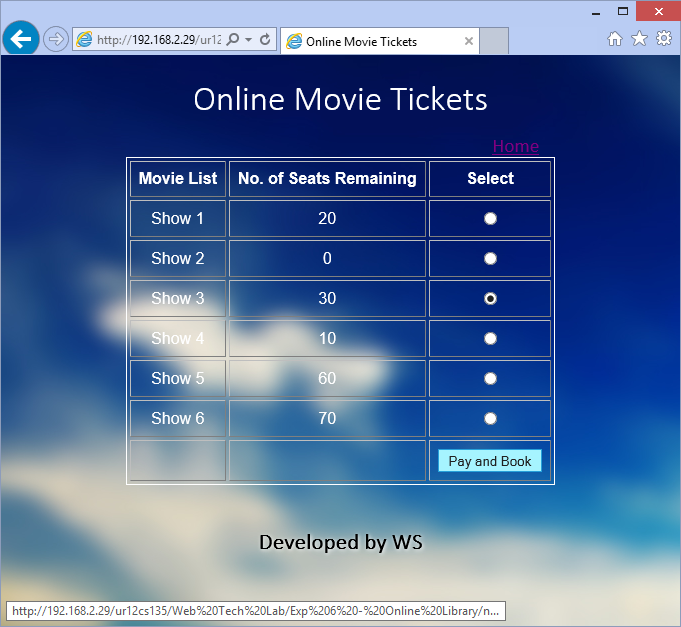 http://192.168.2.29/ur12
Online Movie Tickets
Online Movie Tickets
Home
Movie List No. of Seats Remaining Select
Show 1 20
Show 2 0
Show 3 30
Show 4 10
Show 5 60
Show 6 70
Pay and Book
Developed by WS
http://192.168.2.29/ur12cs135/Web%20Tech%20Lab/Exp%206%20-%20Online%20Library/n...